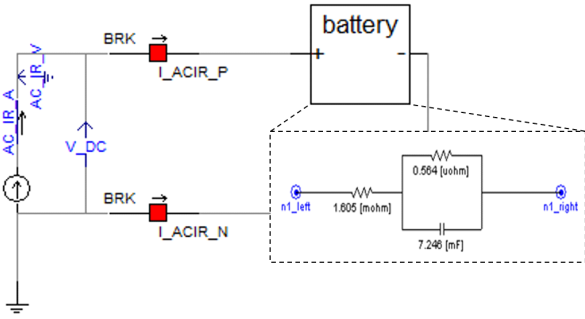 battery
BRK
I_ACIR_P
+
-
AC_IR_V
AC_IR_A
V_DC
BRK
I_ACIR_N
0.564 [uohm]
n1_left
1.605 [mohm]
n1_right
7.246 [mF]